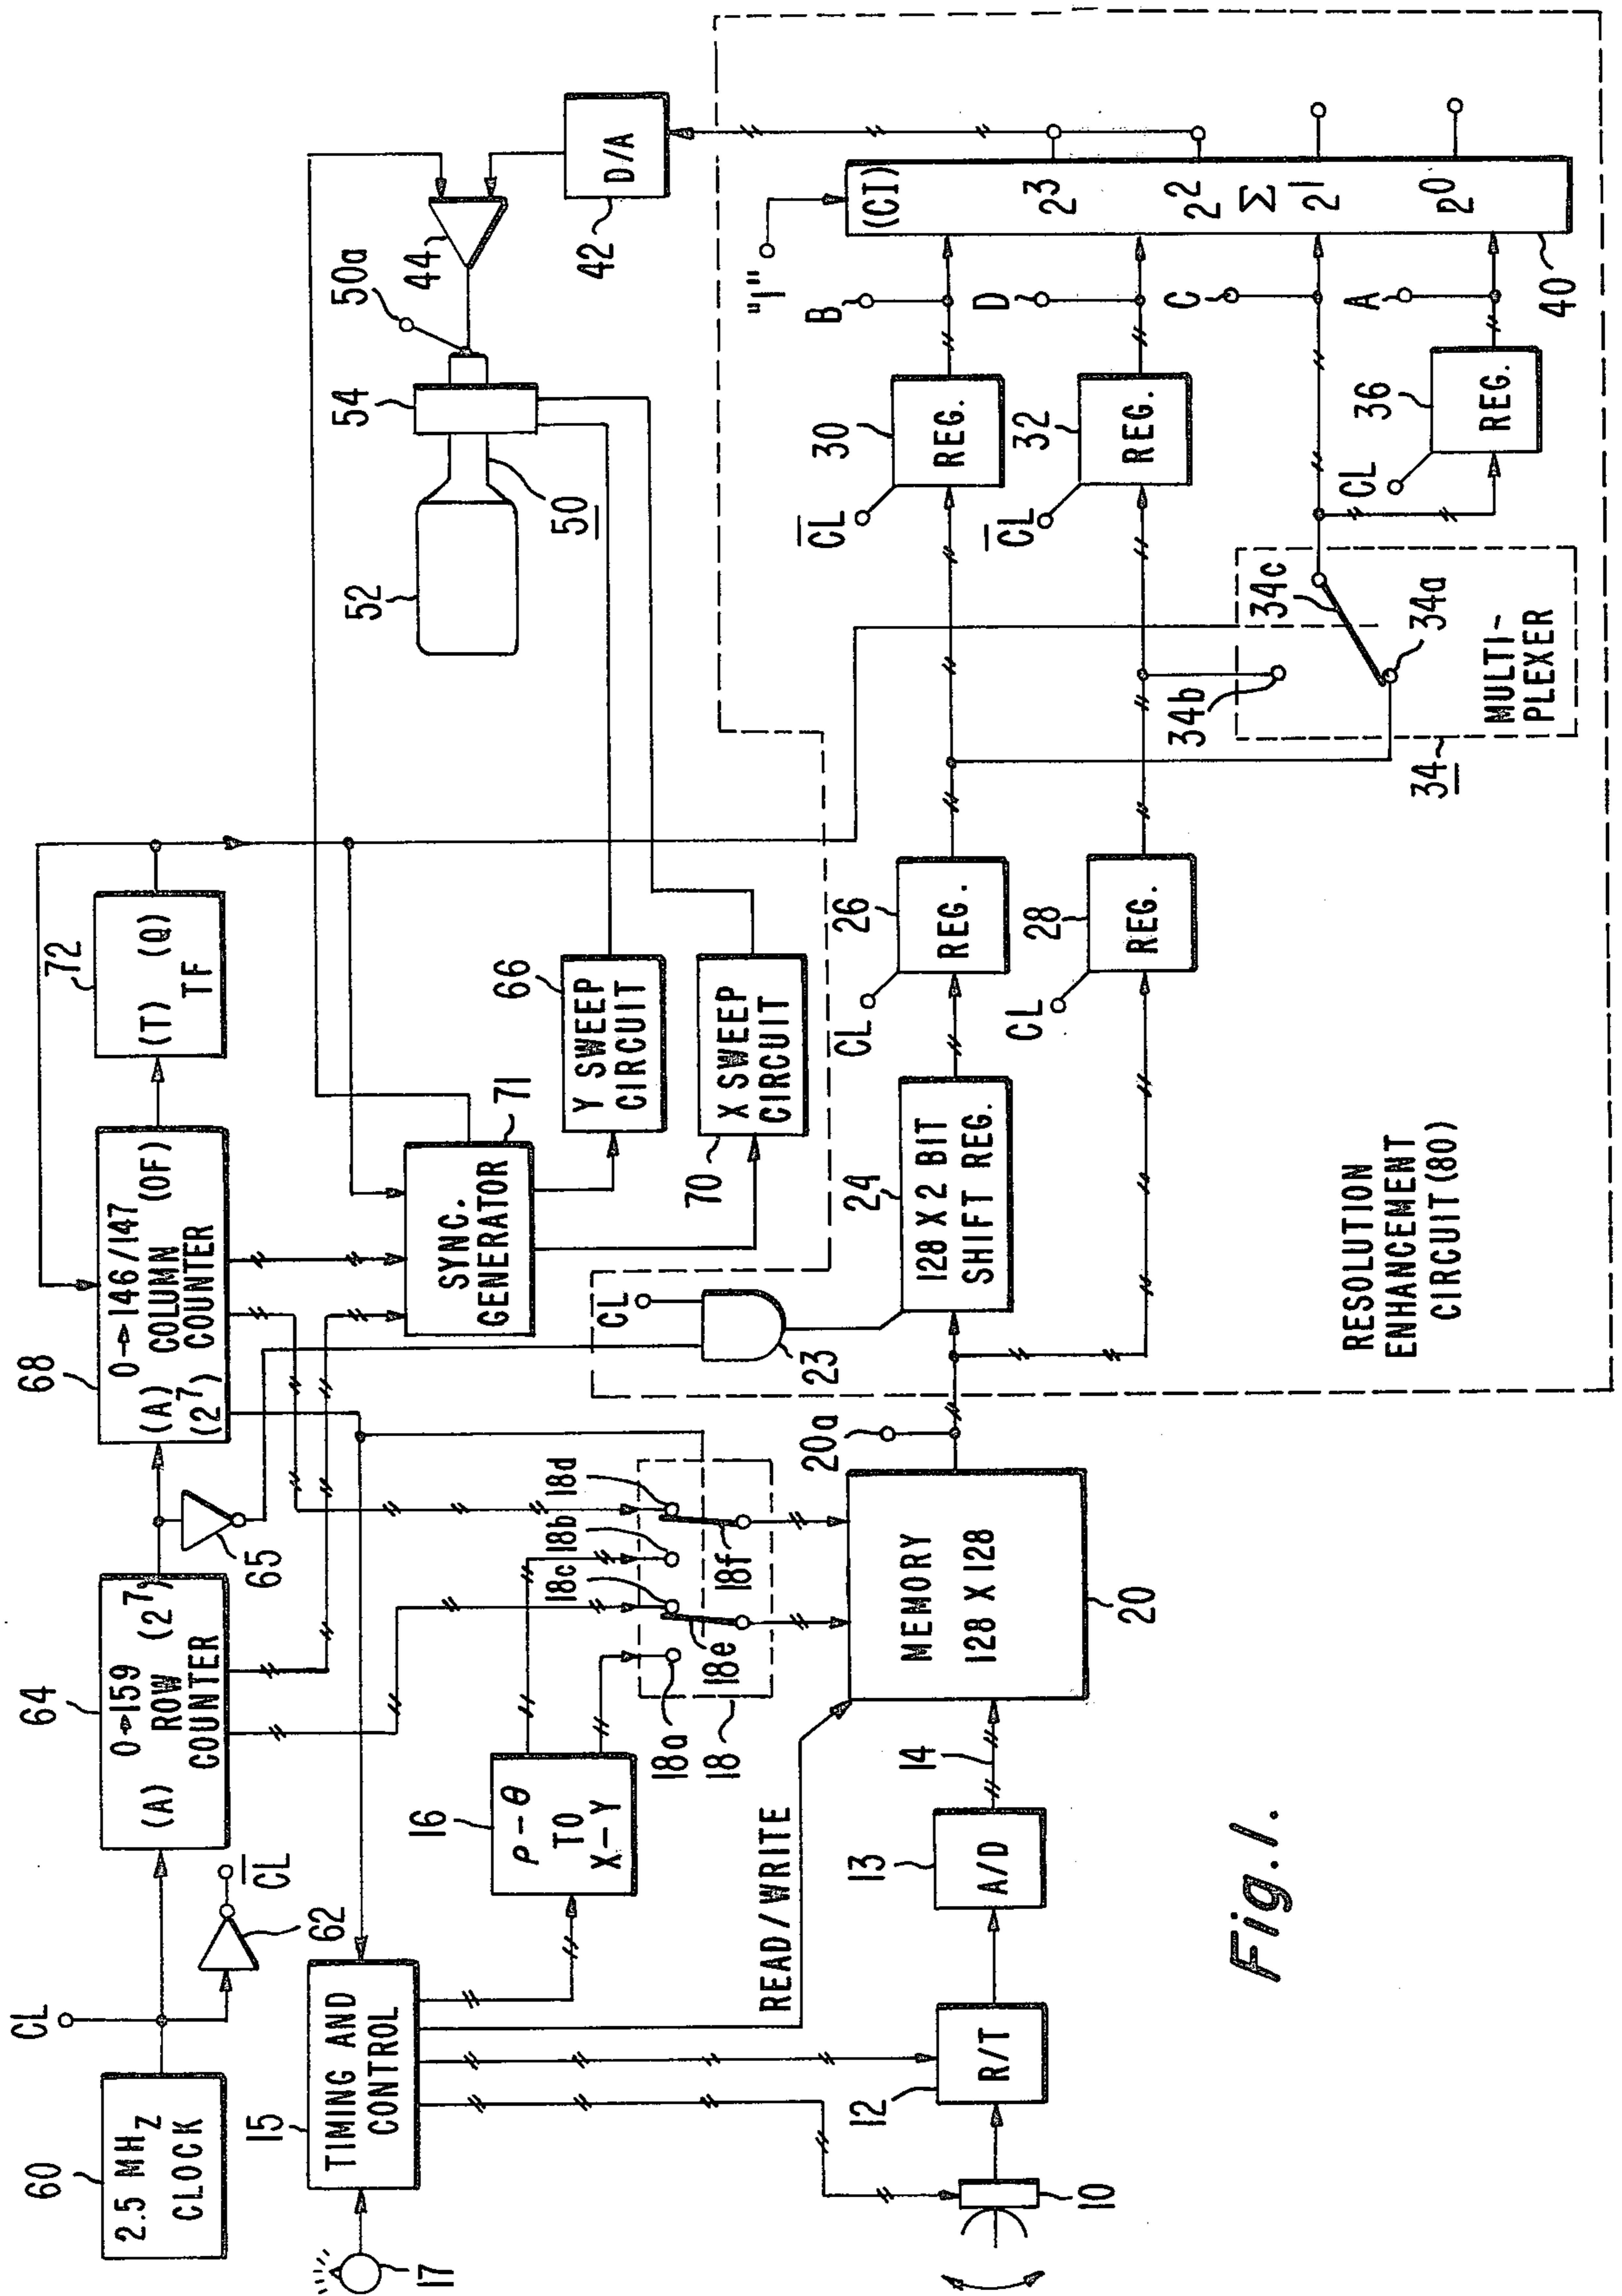 60
2.5 MHZ
CLOCK
CL
C̅L̅
62
64
0→159
(A) ROW (2⁷)
COUNTER
65
68
0→146/147
(A) COLUMN (OF)
(2⁷) COUNTER
72
(T) (Q)
TF
17
15
TIMING AND
CONTROL
16
ρ-θ
TO
X-Y
READ/WRITE
18a
18
18c
18b
18d
18e
18f
SYNC.
GENERATOR
71
Y SWEEP
CIRCUIT
66
70
X SWEEP
CIRCUIT
52
54
50
50a
44
42
D/A
10
12
R/T
13
A/D
14
MEMORY
128 X 128
20
20a
CL
23
24
128 X 2 BIT
SHIFT REG.
CL
26
REG.
CL
28
REG.
C̅L̅
30
REG.
C̅L̅
32
REG.
34b
34c
34a
MULTI-
PLEXER
34
CL
36
REG.
B
D
C
A
"1"
(CI)
2³
2²
Σ
2¹
2⁰
40
RESOLUTION
ENHANCEMENT
CIRCUIT (80)
Fig. 1.